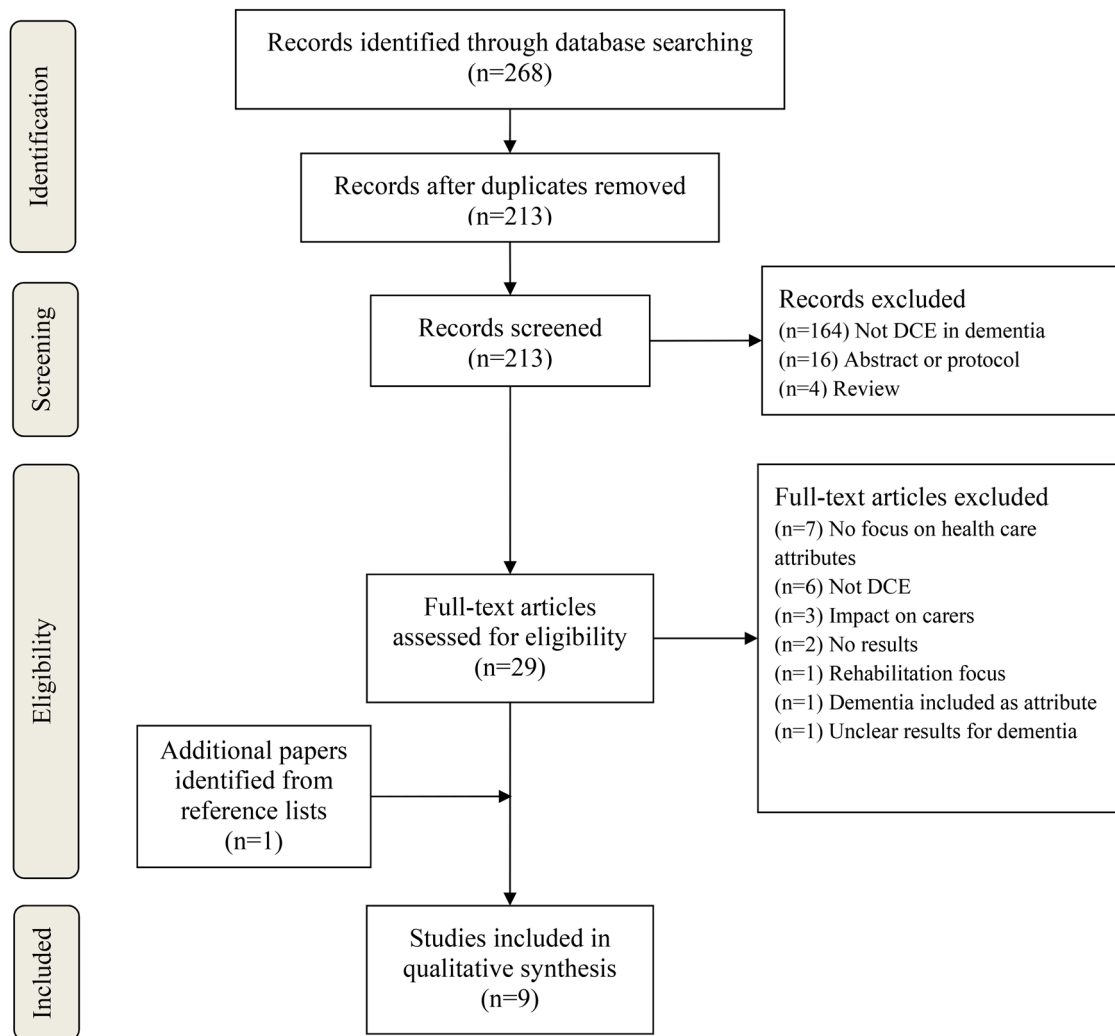 Identification
Records identified through database searching
(n=268)
Records after duplicates removed
(n=213)
Screening
Records screened
(n=213)
Records excluded
(n=164) Not DCE in dementia
(n=16) Abstract or protocol
(n=4) Review
Eligibility
Full-text articles
assessed for eligibility
(n=29)
Full-text articles excluded
(n=7) No focus on health care
attributes
(n=6) Not DCE
(n=3) Impact on carers
(n=2) No results
(n=1) Rehabilitation focus
(n=1) Dementia included as attribute
(n=1) Unclear results for dementia
Additional papers
identified from
reference lists
(n=1)
Included
Studies included in
qualitative synthesis
(n=9)